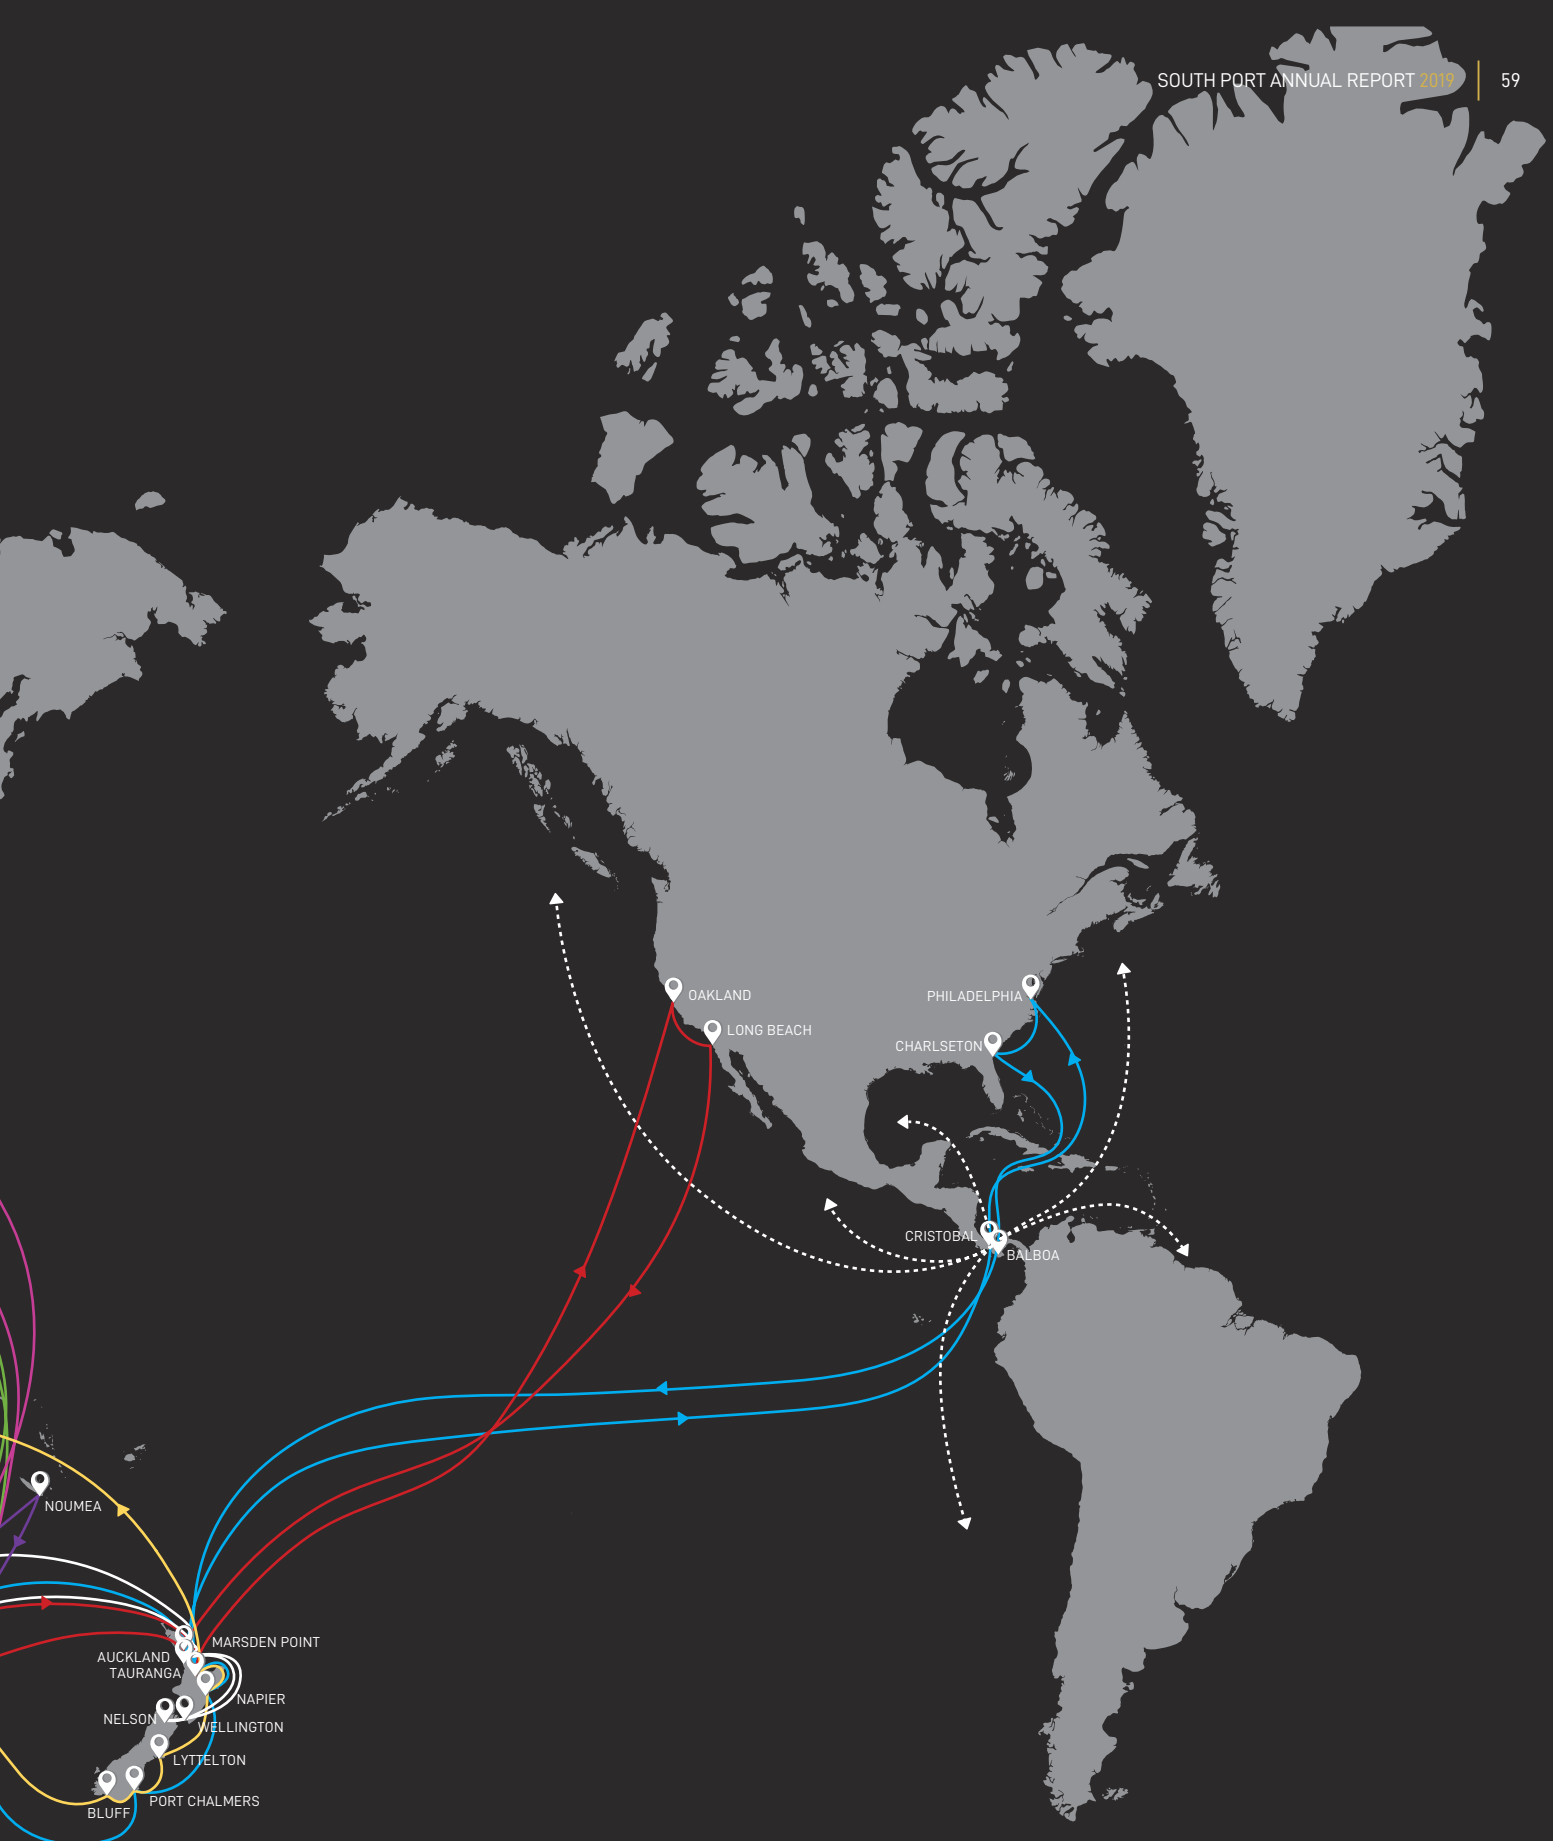 SOUTH PORT ANNUAL REPORT 2019 59
OAKLAND
PHILADELPHIA
LONG BEACH
CHARLSETON
CRISTOBAL
BALBOA
NOUMEA
MARSDEN POINT
AUCKLAND
TAURANGA
NAPIER
NELSON
WELLINGTON
LYTTELTON
PORT CHALMERS
BLUFF